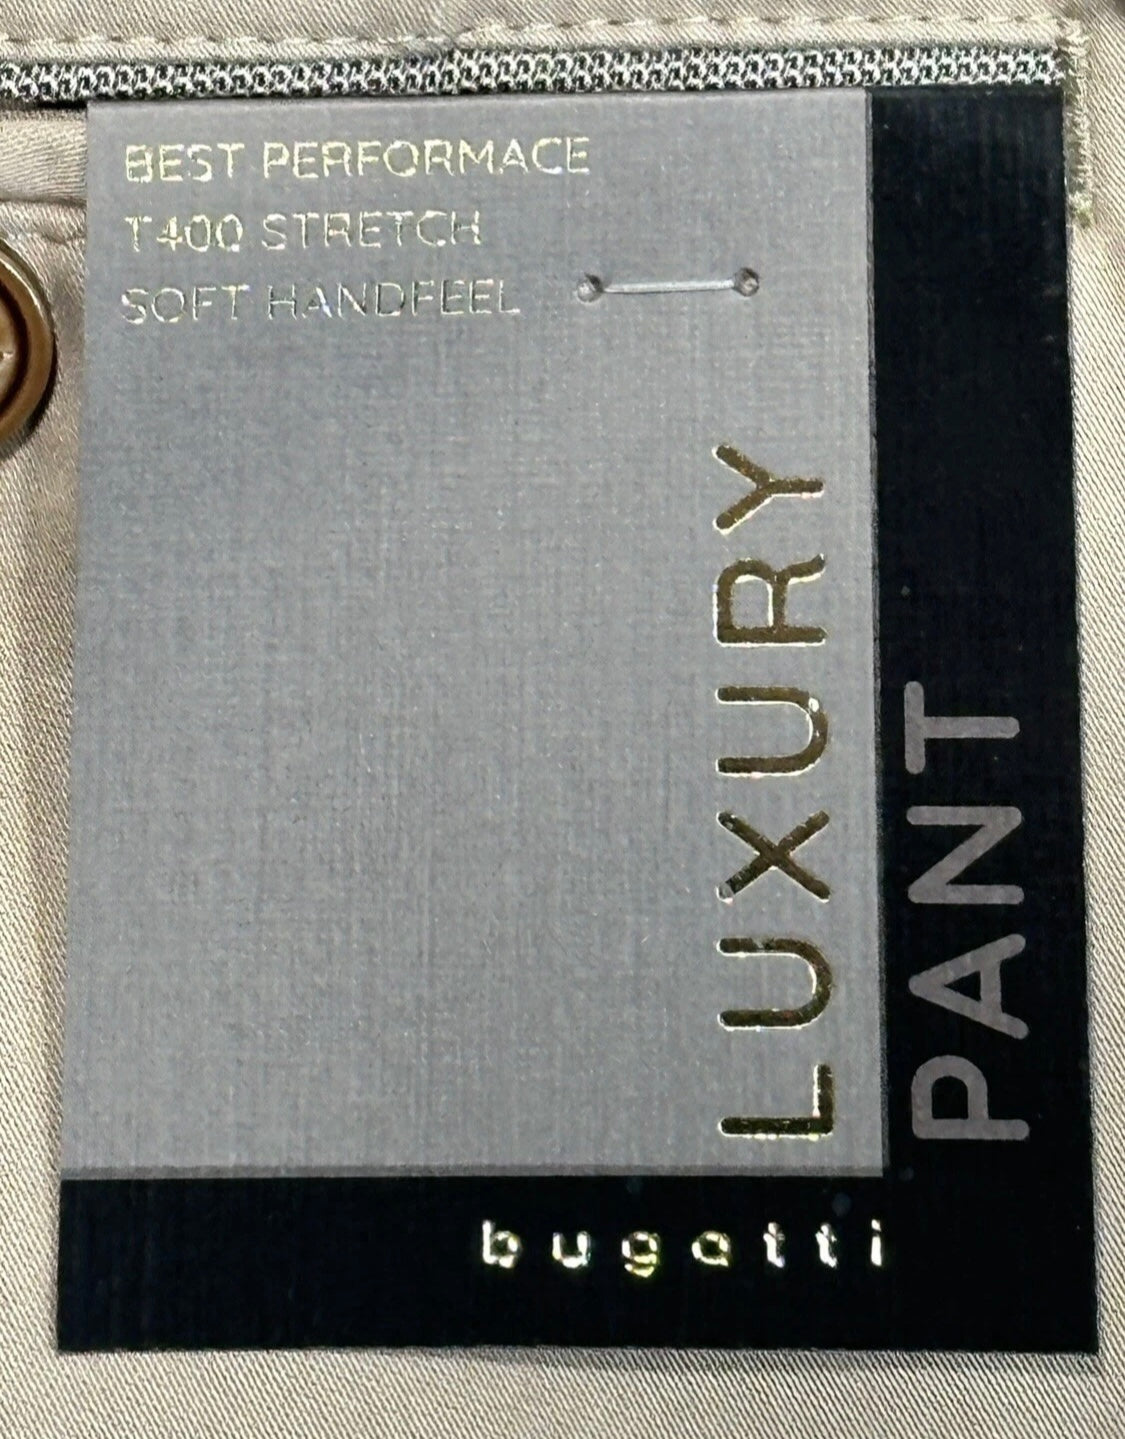 BEST PERFORMACE
T400 STRETCH
SOFT HANDFEEL
LUXURY
PANT
bugatti